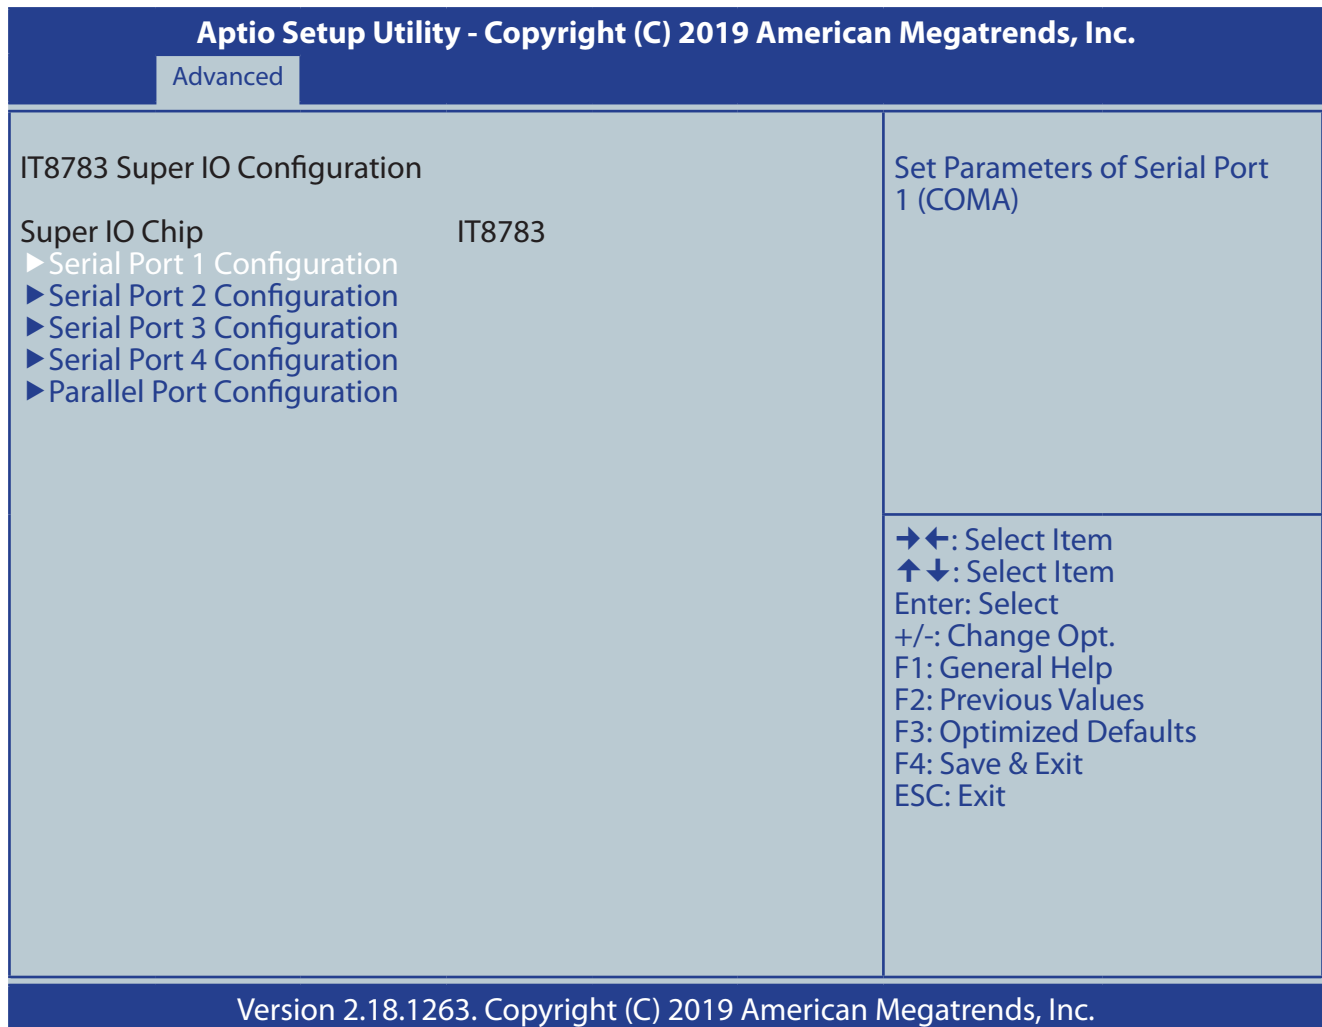 Aptio Setup Utility - Copyright (C) 2019 American Megatrends, Inc.
Advanced
IT8783 Super IO Configuration
Super IO Chip IT8783
▶Serial Port 1 Configuration
▶Serial Port 2 Configuration
▶Serial Port 3 Configuration
▶Serial Port 4 Configuration
▶Parallel Port Configuration
Set Parameters of Serial Port
1 (COMA)
→←: Select Item
↑↓: Select Item
Enter: Select
+/-: Change Opt.
F1: General Help
F2: Previous Values
F3: Optimized Defaults
F4: Save & Exit
ESC: Exit
Version 2.18.1263. Copyright (C) 2019 American Megatrends, Inc.